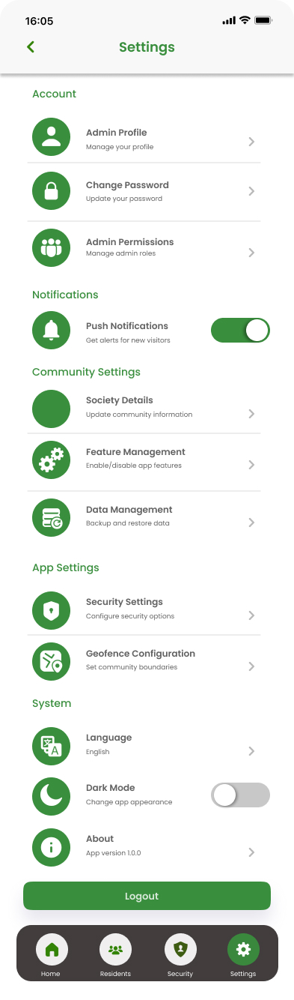 16:05
Settings
Account
Admin Profile
Manage your profile
Change Password
Update your password
Admin Permissions
Manage admin roles
Notifications
Push Notifications
Get alerts for new visitors
Community Settings
Society Details
Update community information
Feature Management
Enable/disable app features
Data Management
Backup and restore data
App Settings
Security Settings
Configure security options
Geofence Configuration
Set community boundaries
System
A
Language
English
Dark Mode
Change app appearance
About
App version 1.0.0
Logout
Home Residents Security Settings